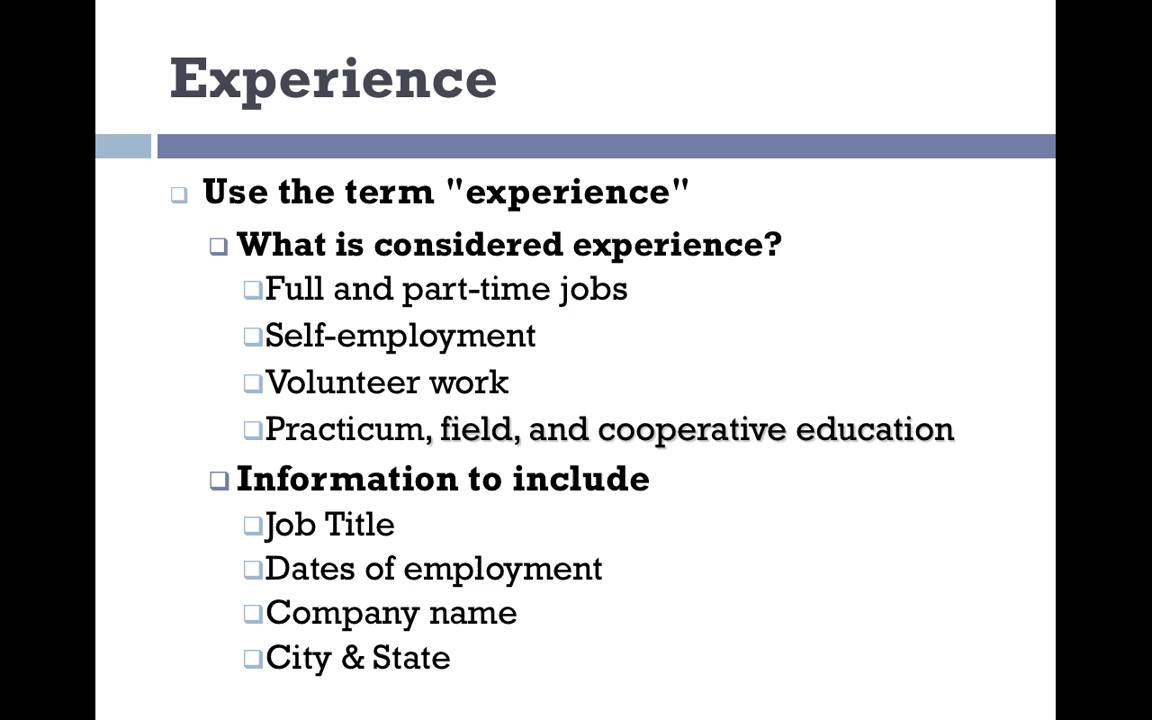 Experience
Use the term "experience"
What is considered experience?
Full and part-time jobs
Self-employment
Volunteer work
Practicum, field, and cooperative education
Information to include
Job Title
Dates of employment
Company name
City & State